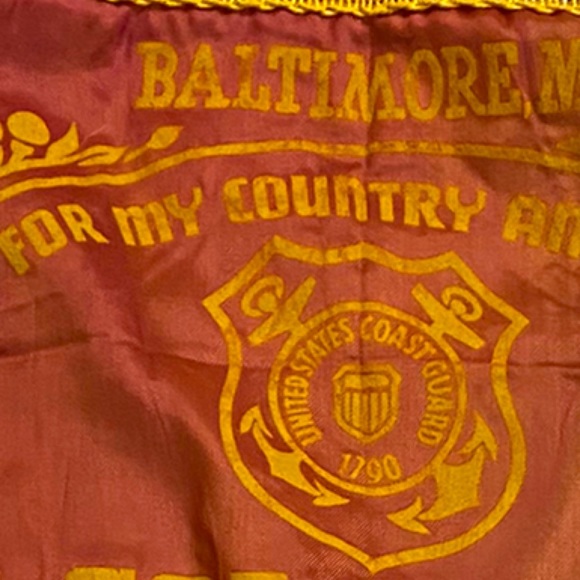 BALTIMORE, M
FOR MY COUNTRY AN
UNITED STATES COAST GUARD
1790